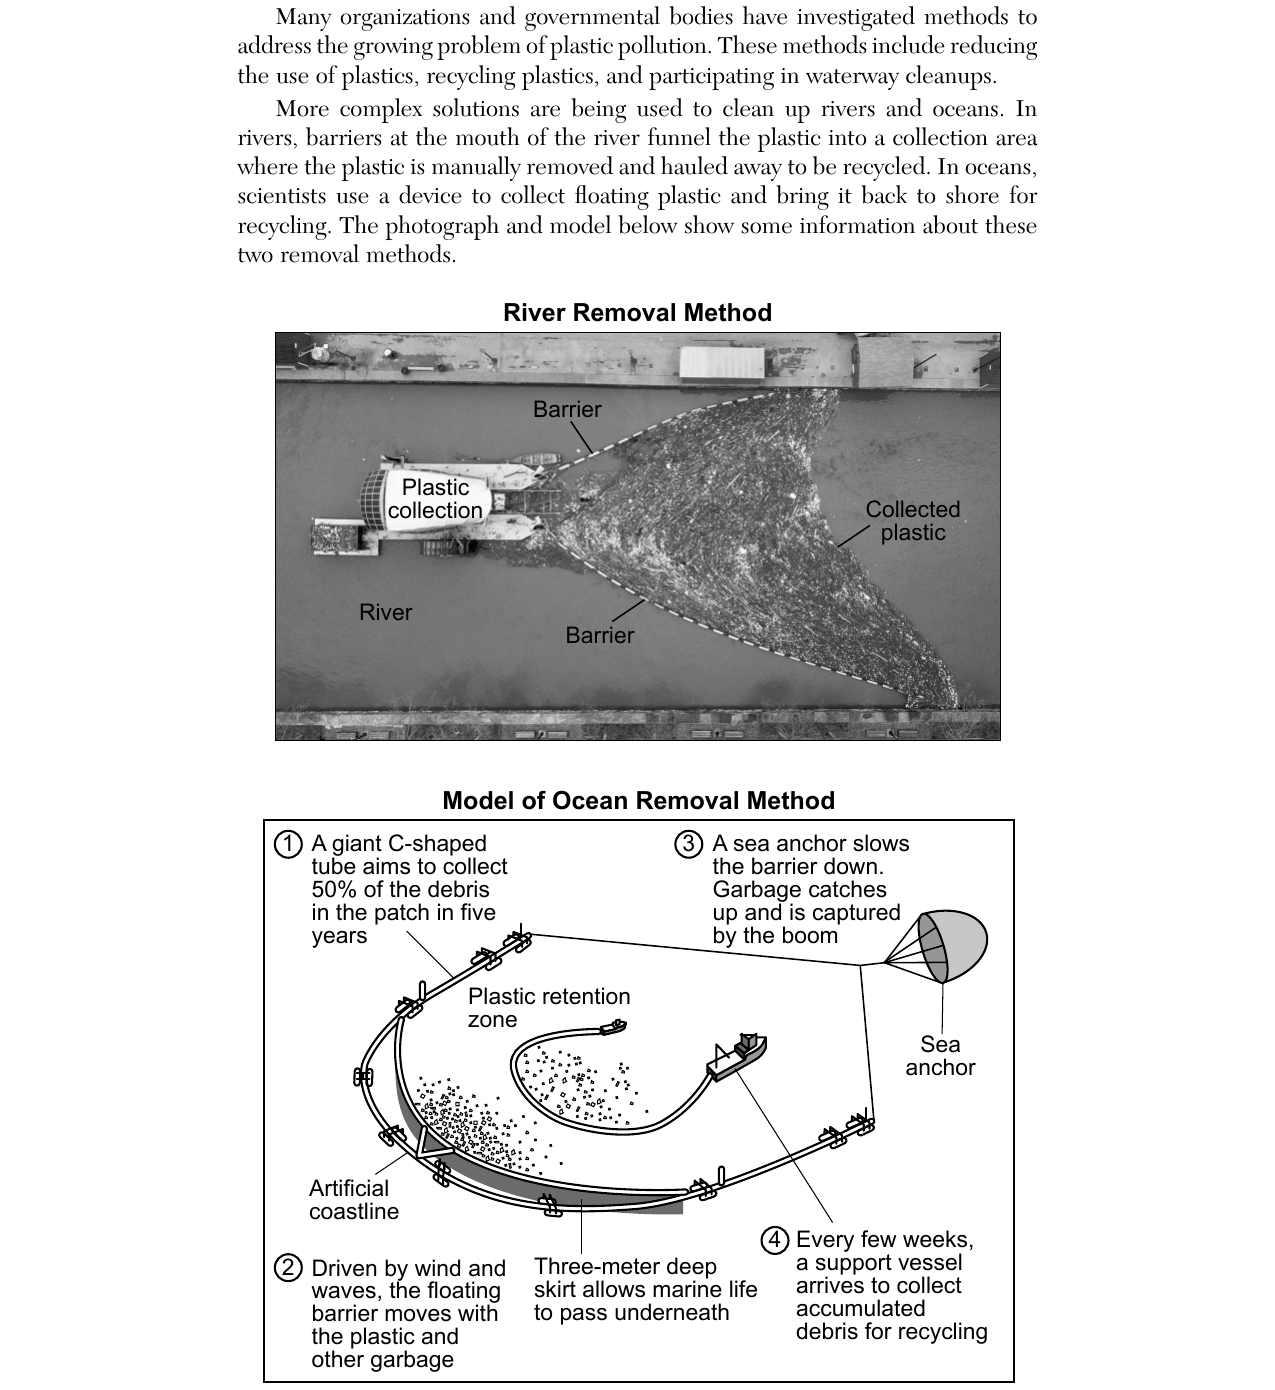 Many organizations and governmental bodies have investigated methods to
address the growing problem of plastic pollution. These methods include reducing
the use of plastics, recycling plastics, and participating in waterway cleanups.
More complex solutions are being used to clean up rivers and oceans. In
rivers, barriers at the mouth of the river funnel the plastic into a collection area
where the plastic is manually removed and hauled away to be recycled. In oceans,
scientists use a device to collect floating plastic and bring it back to shore for
recycling. The photograph and model below show some information about these
two removal methods.
River Removal Method
Barrier
Plastic
collection
Collected
plastic
River
Barrier
Model of Ocean Removal Method
1 A giant C-shaped
tube aims to collect
50% of the debris
in the patch in five
years
3 A sea anchor slows
the barrier down.
Garbage catches
up and is captured
by the boom
Plastic retention
zone
Sea
anchor
Artificial
coastline
2 Driven by wind and
waves, the floating
barrier moves with
the plastic and
other garbage
Three-meter deep
skirt allows marine life
to pass underneath
4 Every few weeks,
a support vessel
arrives to collect
accumulated
debris for recycling